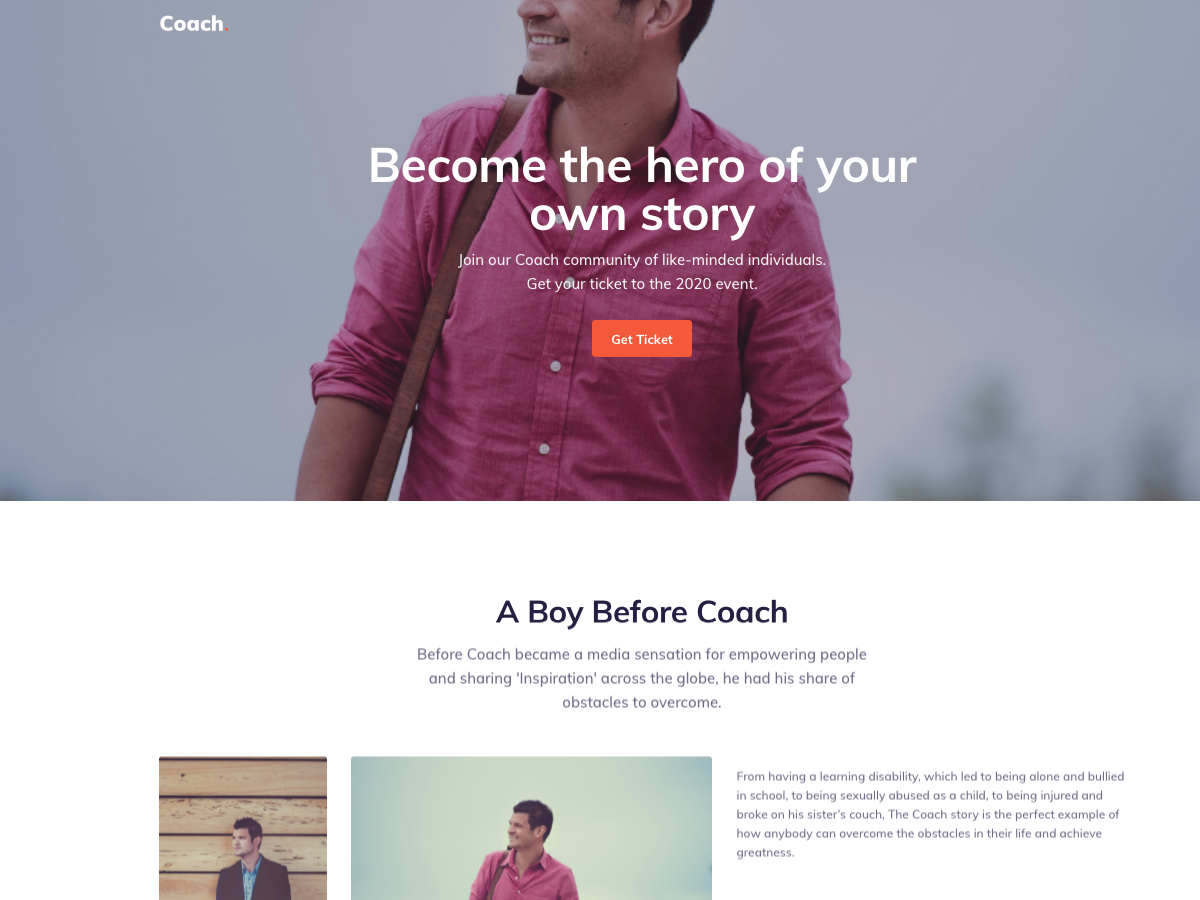 Coach.
Become the hero of your
own story
Join our Coach community of like-minded individuals.
Get your ticket to the 2020 event.
Get Ticket
A Boy Before Coach
Before Coach became a media sensation for empowering people
and sharing 'Inspiration' across the globe, he had his share of
obstacles to overcome.
From having a learning disability, which led to being alone and bullied
in school, to being sexually abused as a child, to being injured and
broke on his sister's couch, The Coach story is the perfect example of
how anybody can overcome the obstacles in their life and achieve
greatness.